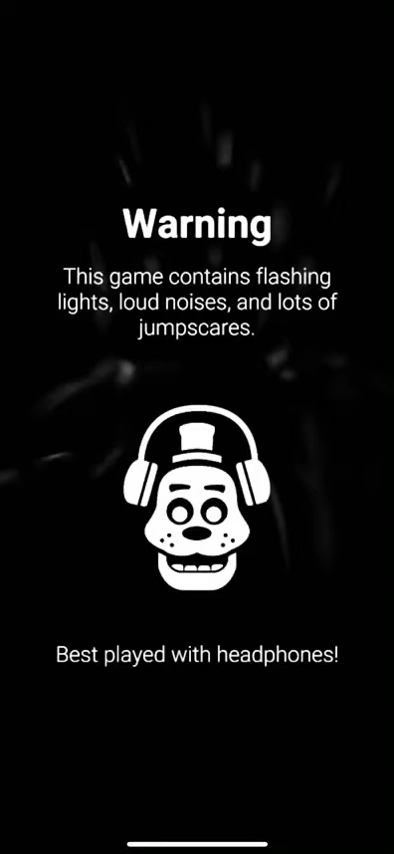 Warning
This game contains flashing
lights, loud noises, and lots of
jumpscares.
Best played with headphones!